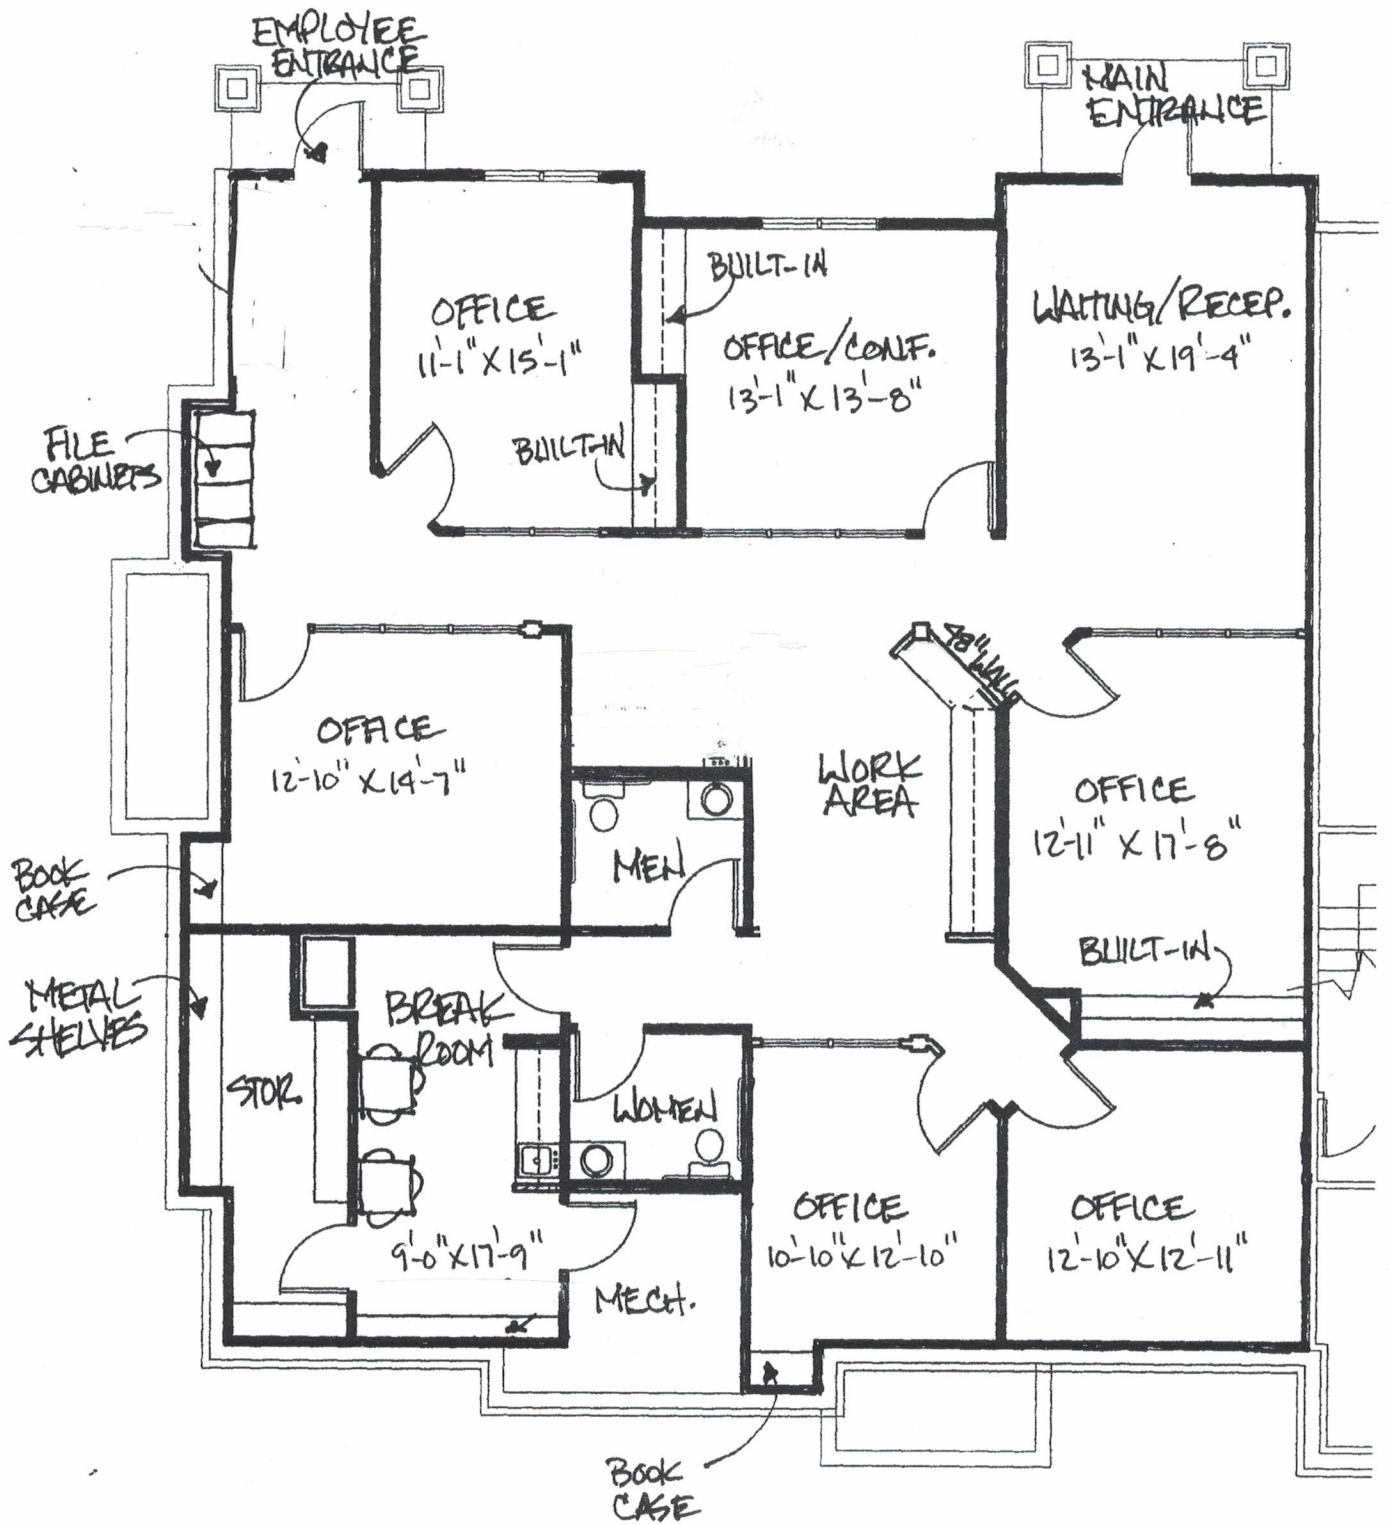 EMPLOYEE
ENTRANCE
MAIN
ENTRANCE
BUILT-IN
OFFICE
11'-1" X 15'-1"
OFFICE/CONF.
13'-1" X 13'-8"
WAITING/RECEP.
13'-1" X 19'-4"
FILE
CABINETS
BUILT-IN
48" WALL
OFFICE
12'-10" X 14'-7"
WORK
AREA
OFFICE
12'-11" X 17'-8"
MEN
BOOK
CASE
BUILT-IN
METAL
SHELVES
BREAK
ROOM
STOR.
WOMEN
OFFICE
10'-10" X 12'-10"
OFFICE
12'-10" X 12'-11"
9'-0" X 17'-9"
MECH.
BOOK
CASE